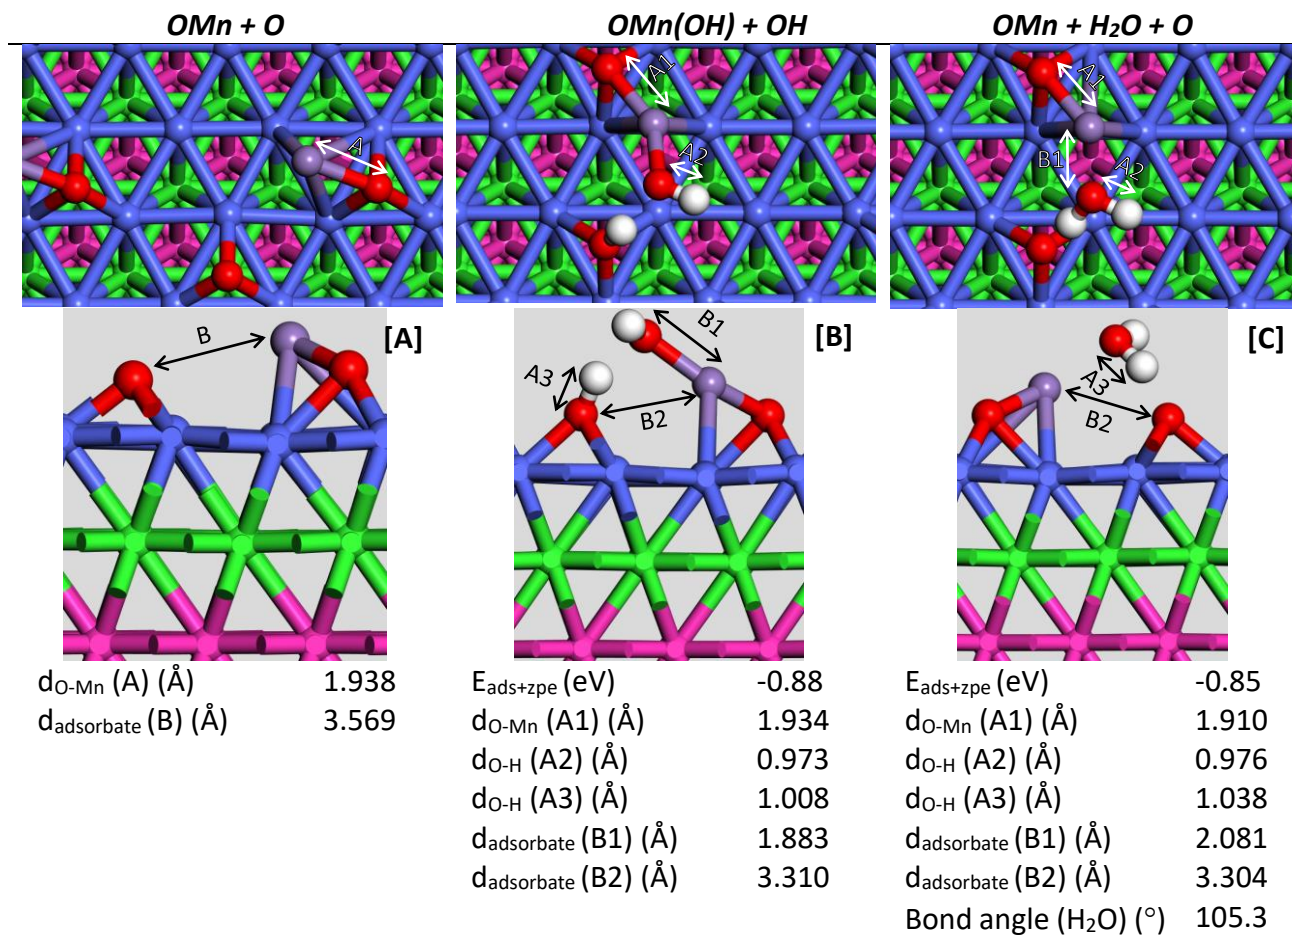 OMn + O OMn(OH) + OH OMn + H₂O + O
A
A1
A2
A1
B1
A2
B
[A]
B1
A3
B2
[B]
A3
B2
[C]
d_O-Mn (A) (Å) 1.938
d_adsorbate (B) (Å) 3.569
E_ads+zpe (eV) -0.88
d_O-Mn (A1) (Å) 1.934
d_O-H (A2) (Å) 0.973
d_O-H (A3) (Å) 1.008
d_adsorbate (B1) (Å) 1.883
d_adsorbate (B2) (Å) 3.310
E_ads+zpe (eV) -0.85
d_O-Mn (A1) (Å) 1.910
d_O-H (A2) (Å) 0.976
d_O-H (A3) (Å) 1.038
d_adsorbate (B1) (Å) 2.081
d_adsorbate (B2) (Å) 3.304
Bond angle (H₂O) (°) 105.3